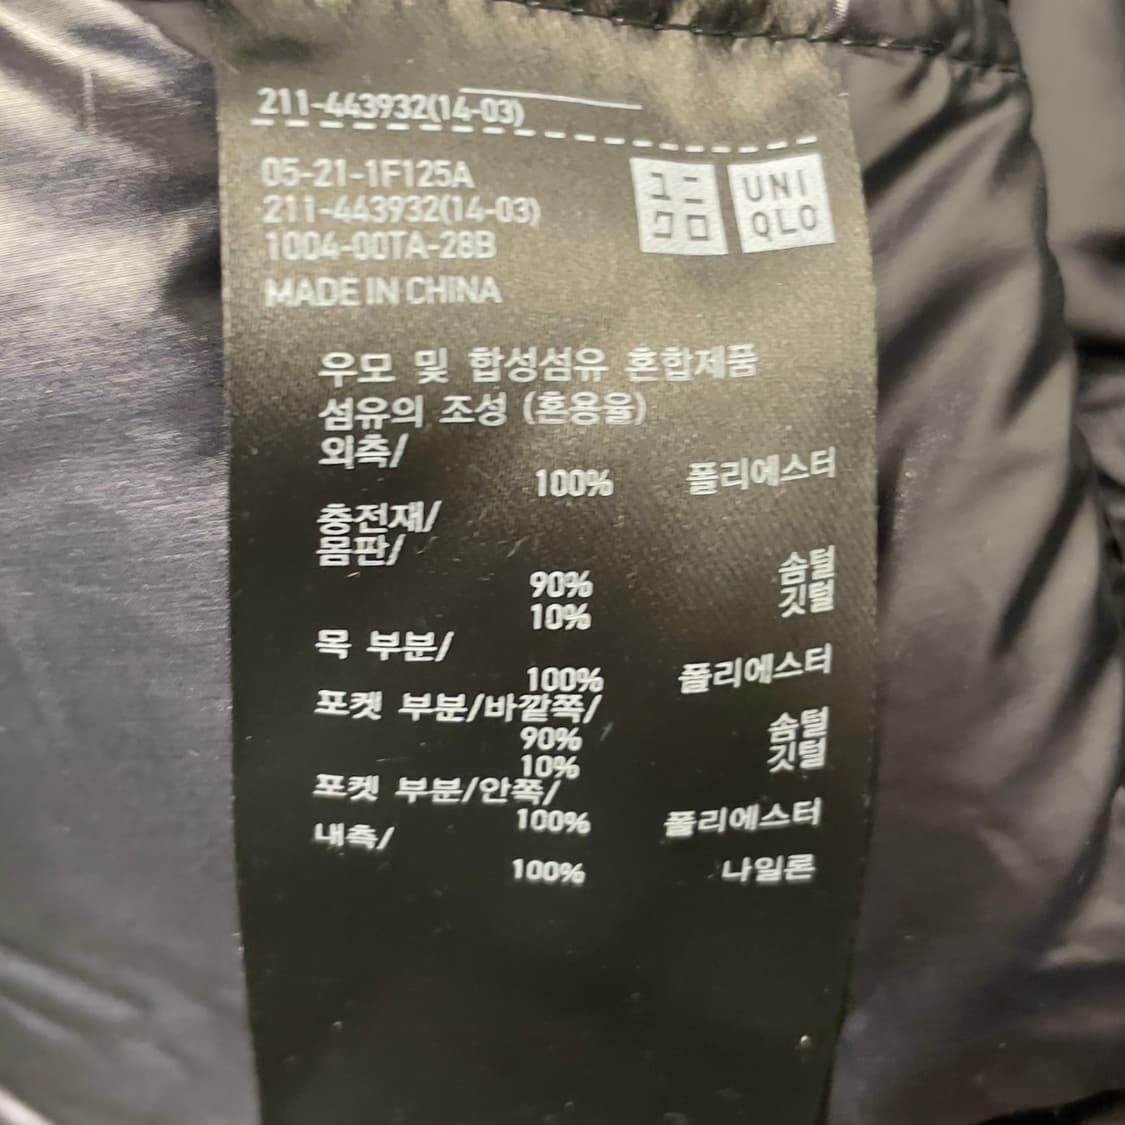 211-443932(14-03)
05-21-1F125A
211-443932(14-03)
1004-00TA-28B
MADE IN CHINA
ユニ
クロ
UNI
QLO
우모 및 합성섬유 혼합제품
섬유의 조성 (혼용율)
외측/
100% 폴리에스터
충전재/
몸판/
90% 솜털
10% 깃털
목 부분/
100% 폴리에스터
포켓 부분/바깥쪽/
90% 솜털
10% 깃털
포켓 부분/안쪽/
100% 폴리에스터
내측/
100% 나일론